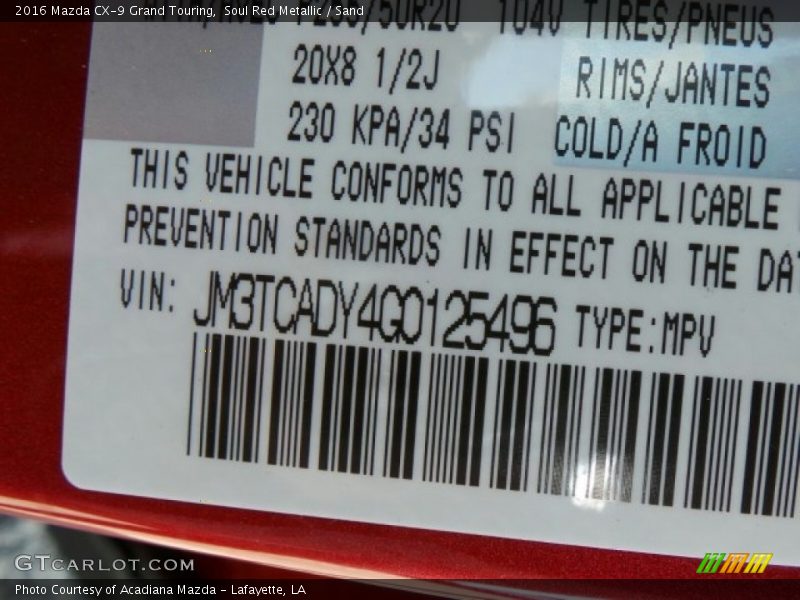 2016 Mazda CX-9 Grand Touring, Soul Red Metallic / Sand
104V TIRES/PNEUS
20X8 1/2J RIMS/JANTES
230 KPA/34 PSI COLD/A FROID
THIS VEHICLE CONFORMS TO ALL APPLICABLE
PREVENTION STANDARDS IN EFFECT ON THE DAT
VIN: JM3TCADY4G0125496 TYPE:MPV
GTCARLOT.COM
Photo Courtesy of Acadiana Mazda - Lafayette, LA